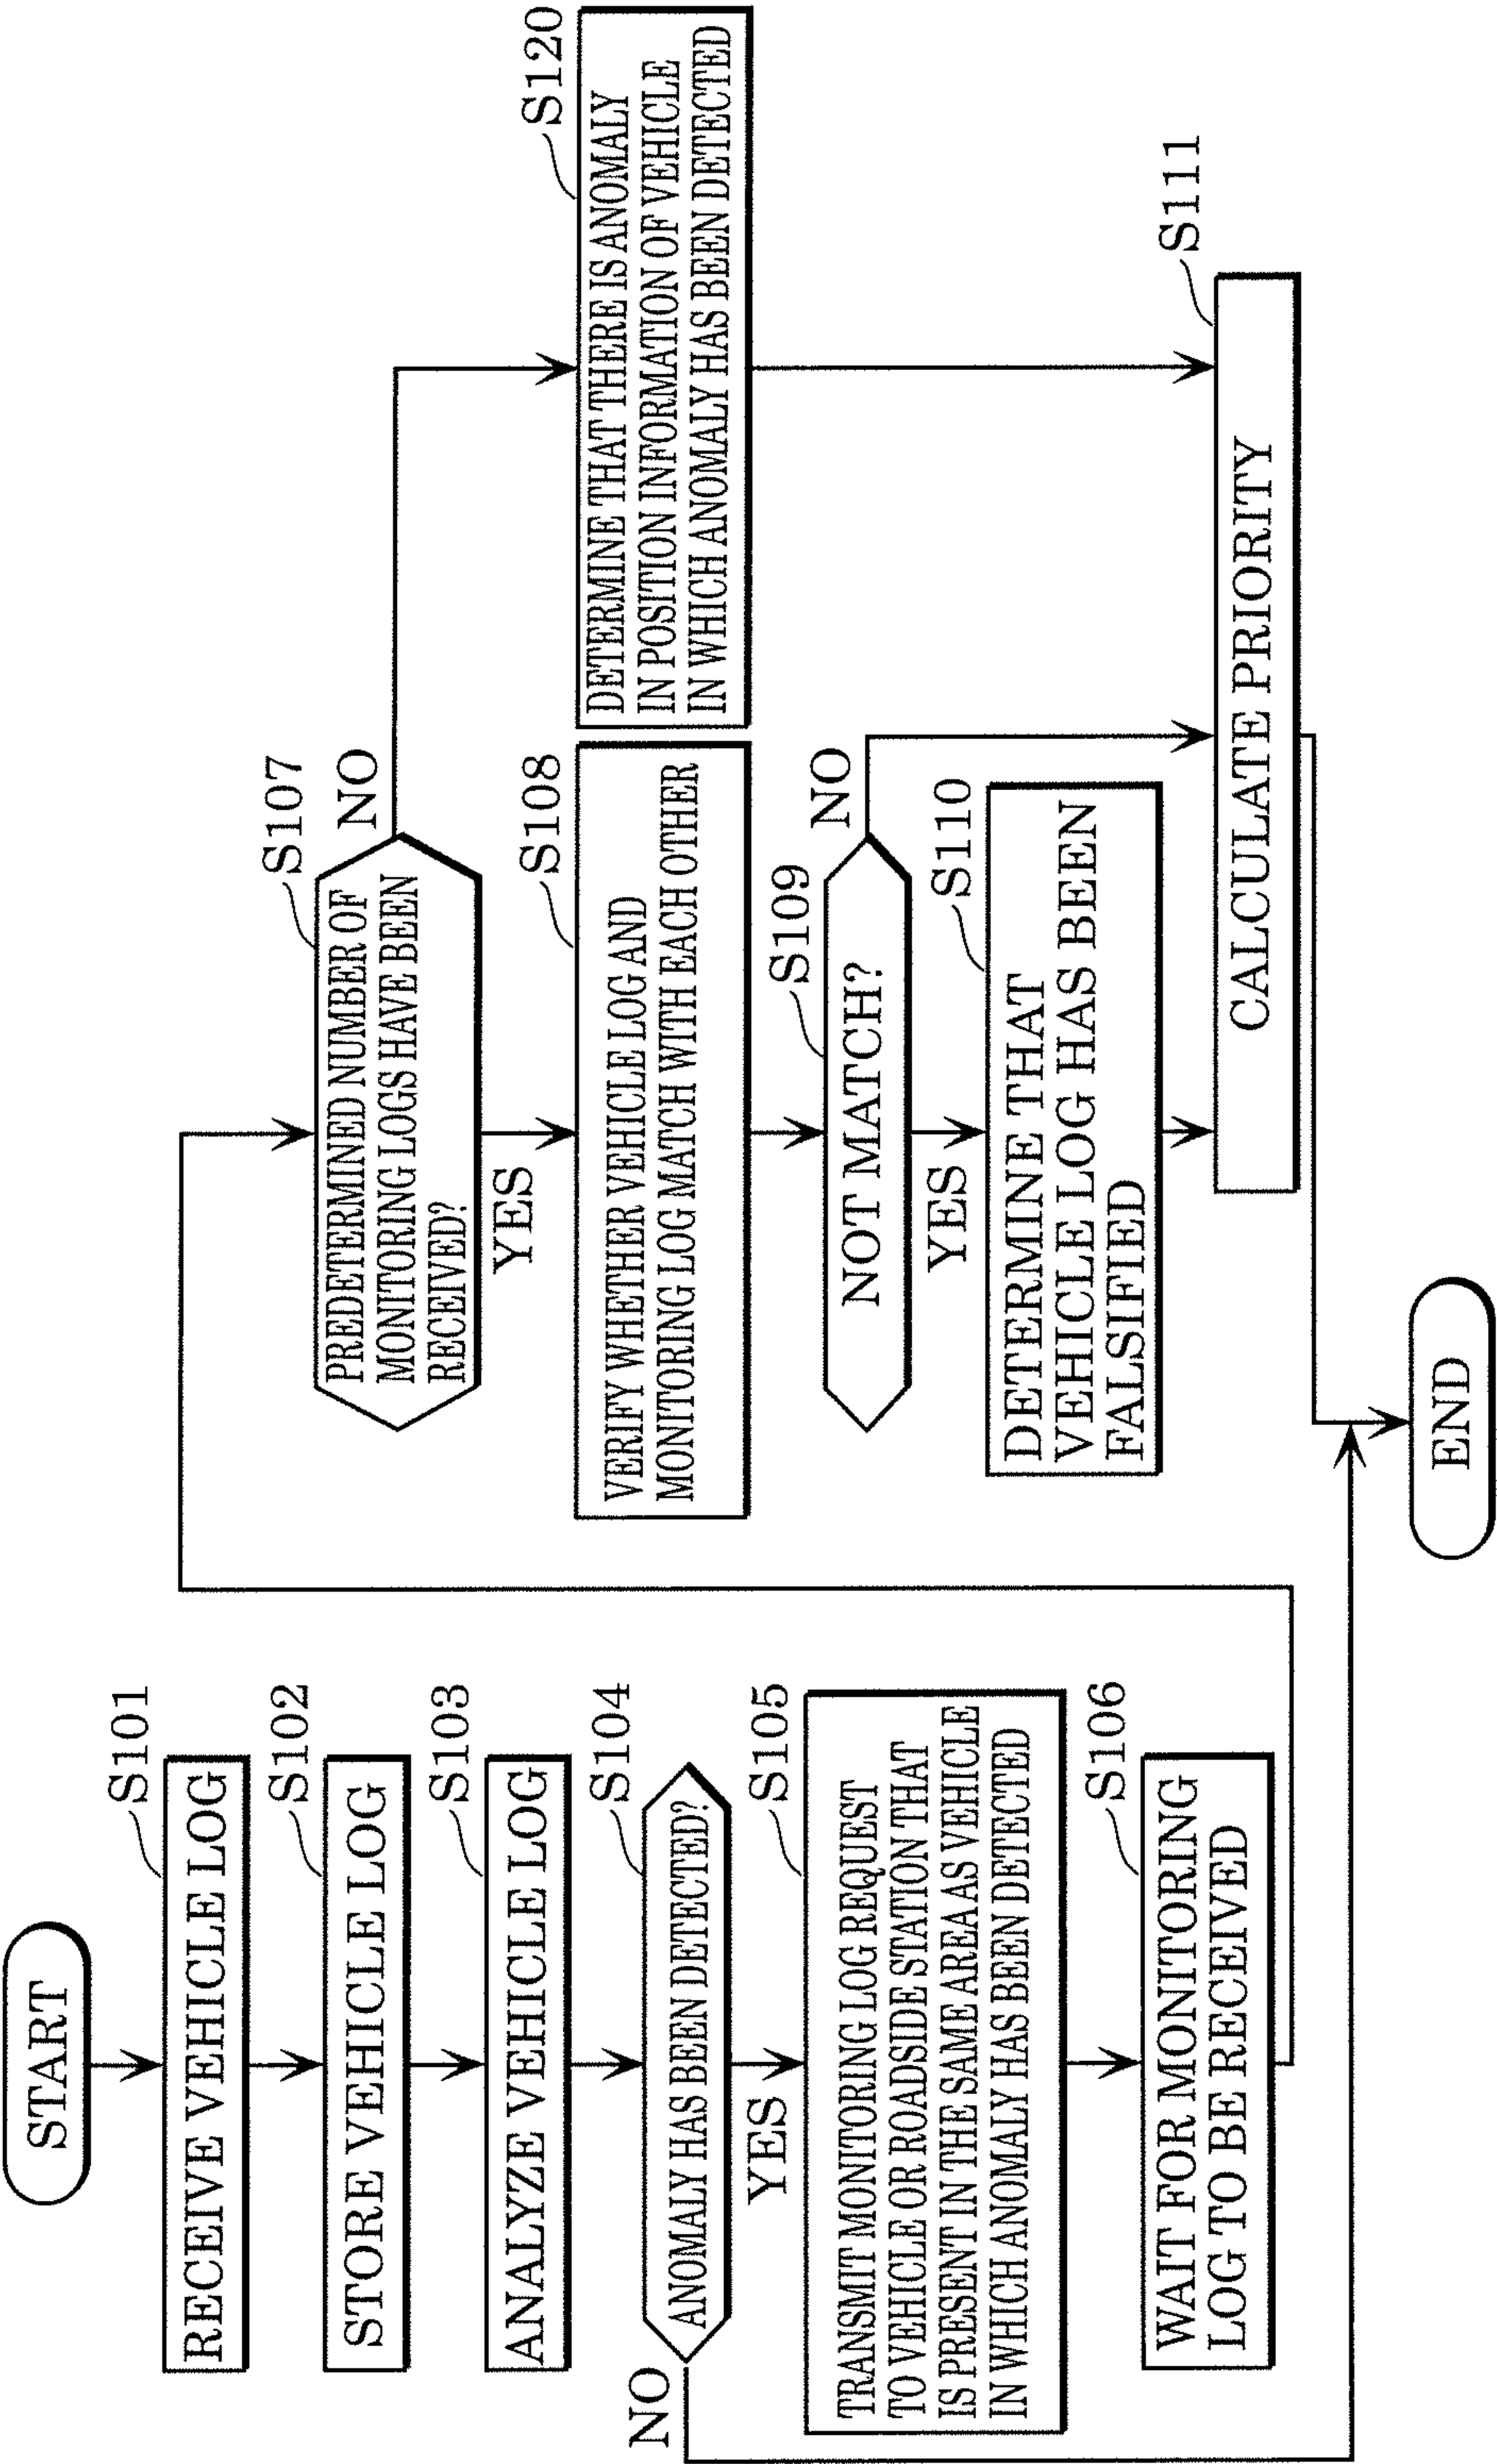 START
S101
RECEIVE VEHICLE LOG
S102
STORE VEHICLE LOG
S103
ANALYZE VEHICLE LOG
S104
ANOMALY HAS BEEN DETECTED?
NO
YES
S105
TRANSMIT MONITORING LOG REQUEST
TO VEHICLE OR ROADSIDE STATION THAT
IS PRESENT IN THE SAME AREA AS VEHICLE
IN WHICH ANOMALY HAS BEEN DETECTED
S106
WAIT FOR MONITORING
LOG TO BE RECEIVED
S107
PREDETERMINED NUMBER OF
MONITORING LOGS HAVE BEEN
RECEIVED?
NO
YES
S108
VERIFY WHETHER VEHICLE LOG AND
MONITORING LOG MATCH WITH EACH OTHER
S120
DETERMINE THAT THERE IS ANOMALY
IN POSITION INFORMATION OF VEHICLE
IN WHICH ANOMALY HAS BEEN DETECTED
S109
NOT MATCH?
NO
YES
S110
DETERMINE THAT
VEHICLE LOG HAS BEEN
FALSIFIED
S111
CALCULATE PRIORITY
END